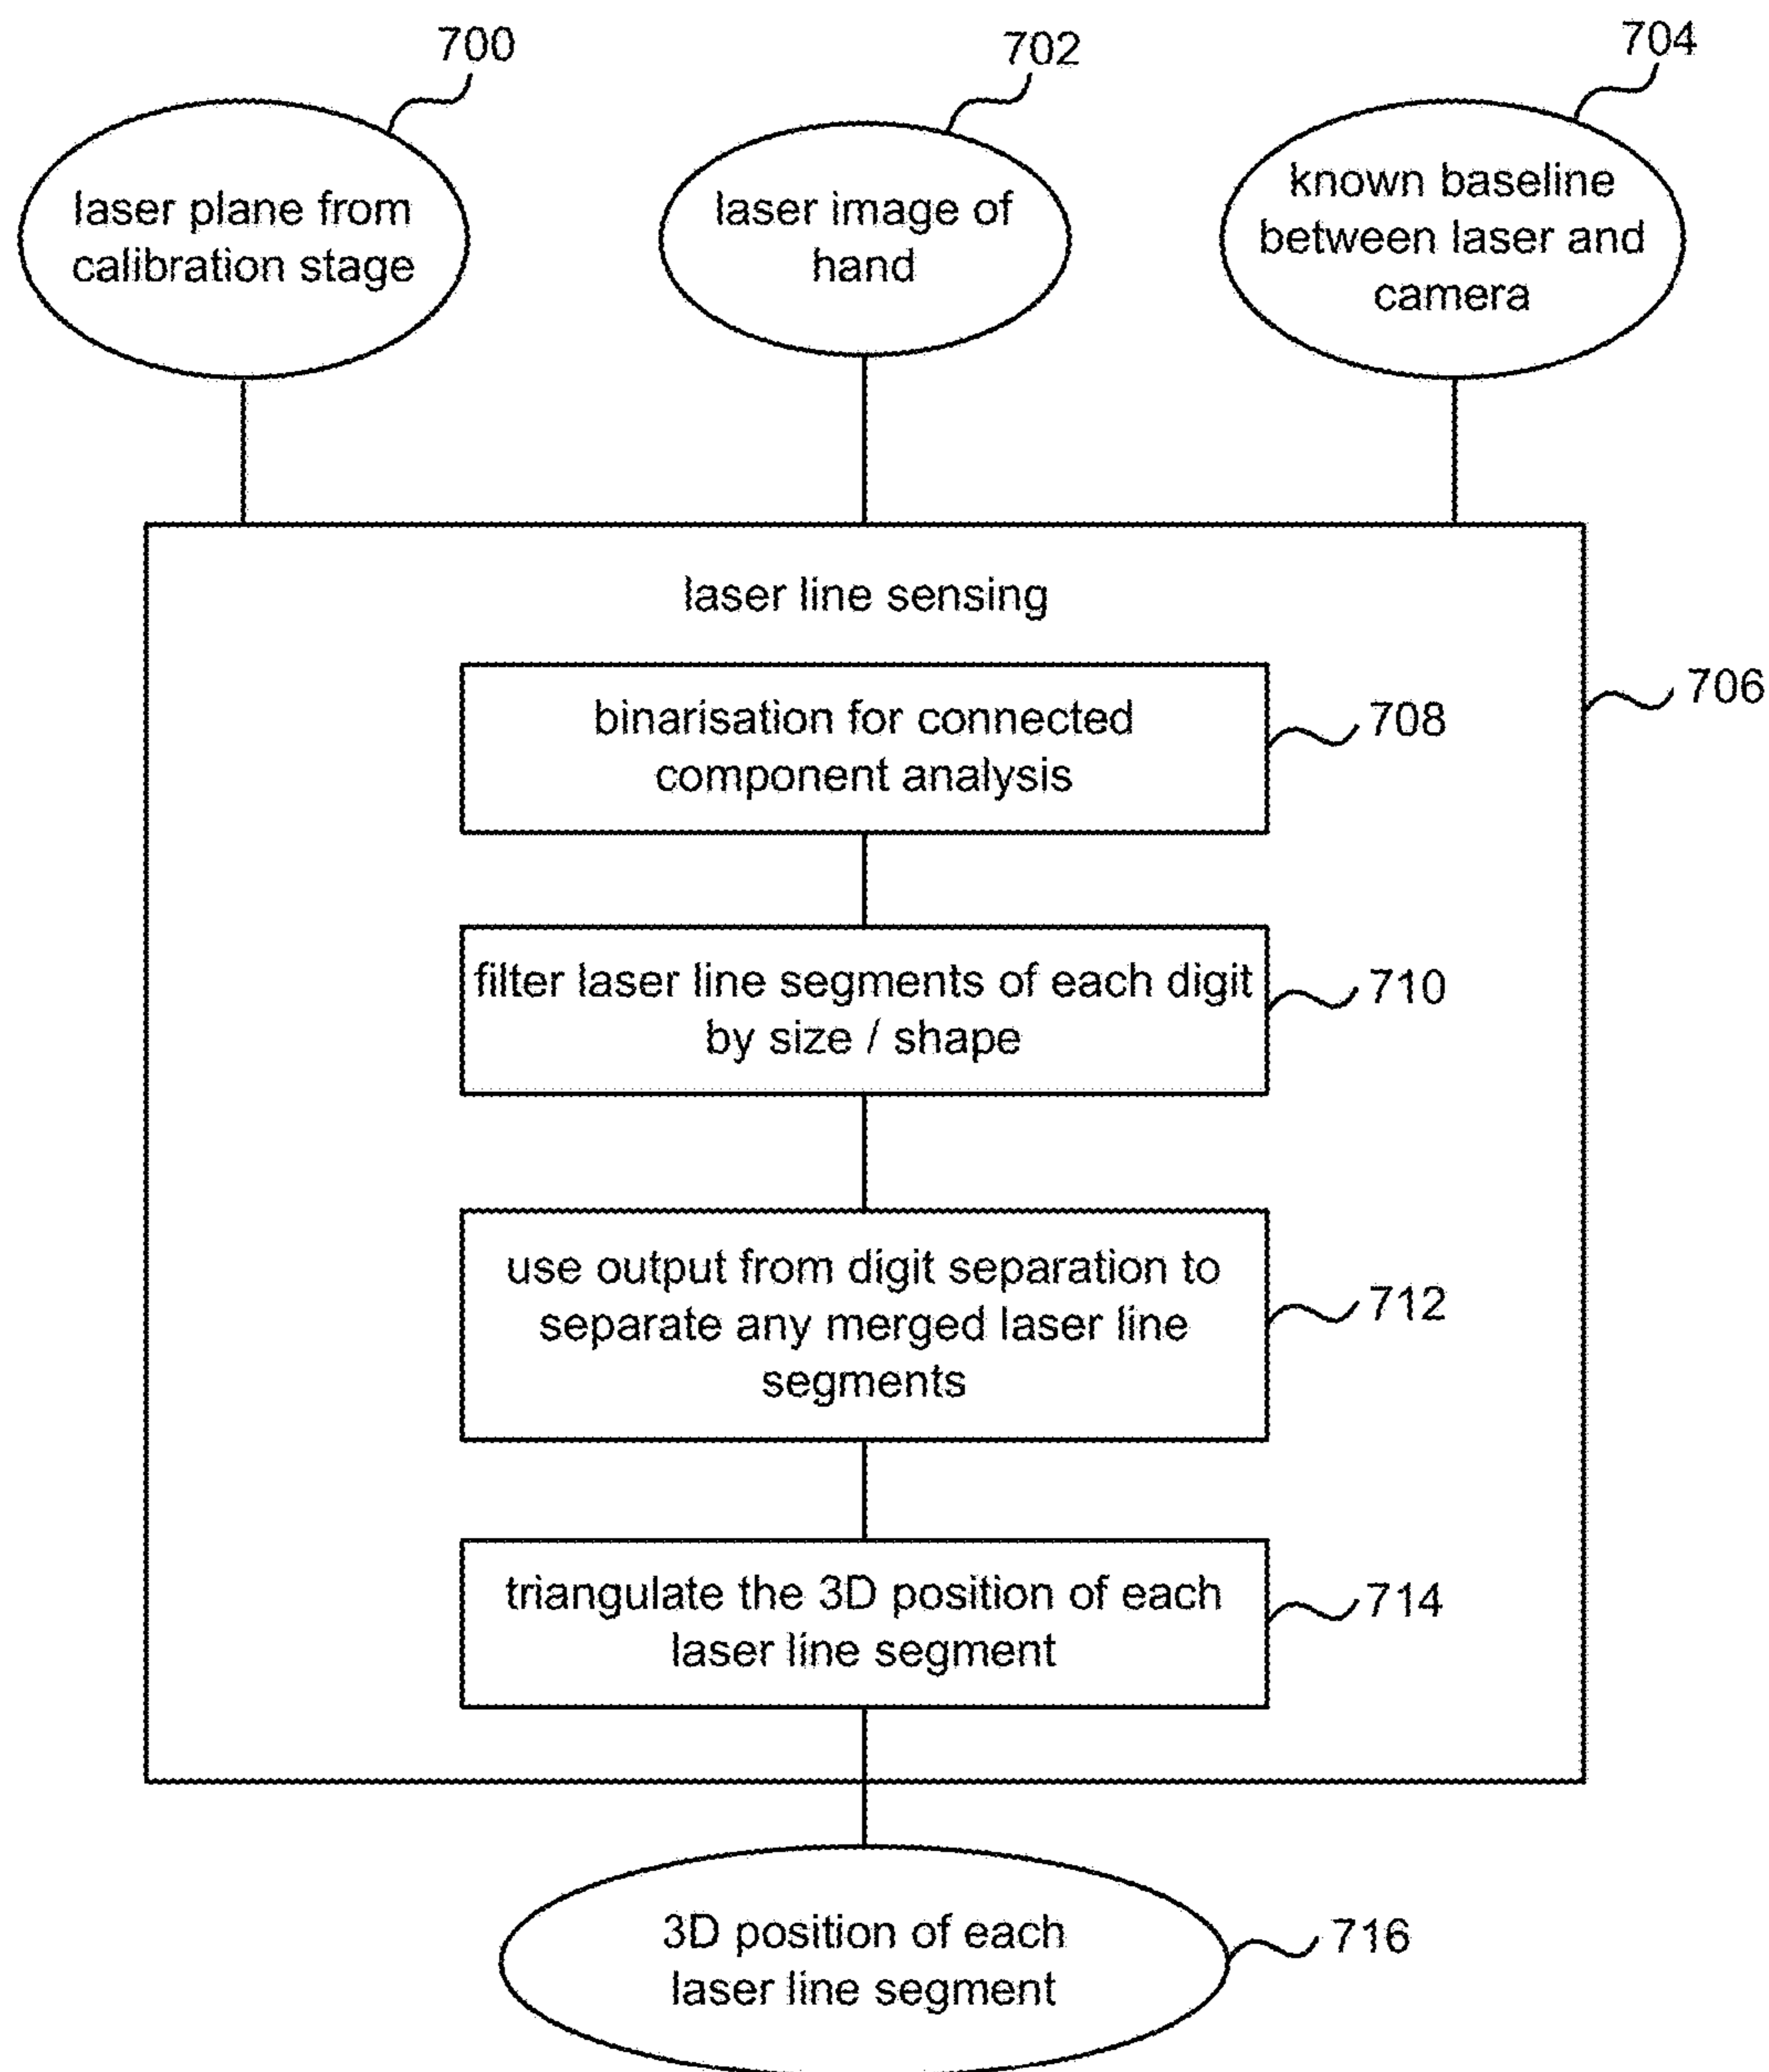 700
702
704
laser plane from
calibration stage
laser image of
hand
known baseline
between laser and
camera
laser line sensing
706
binarisation for connected
component analysis
708
filter laser line segments of each digit
by size / shape
710
use output from digit separation to
separate any merged laser line
segments
712
triangulate the 3D position of each
laser line segment
714
3D position of each
laser line segment
716